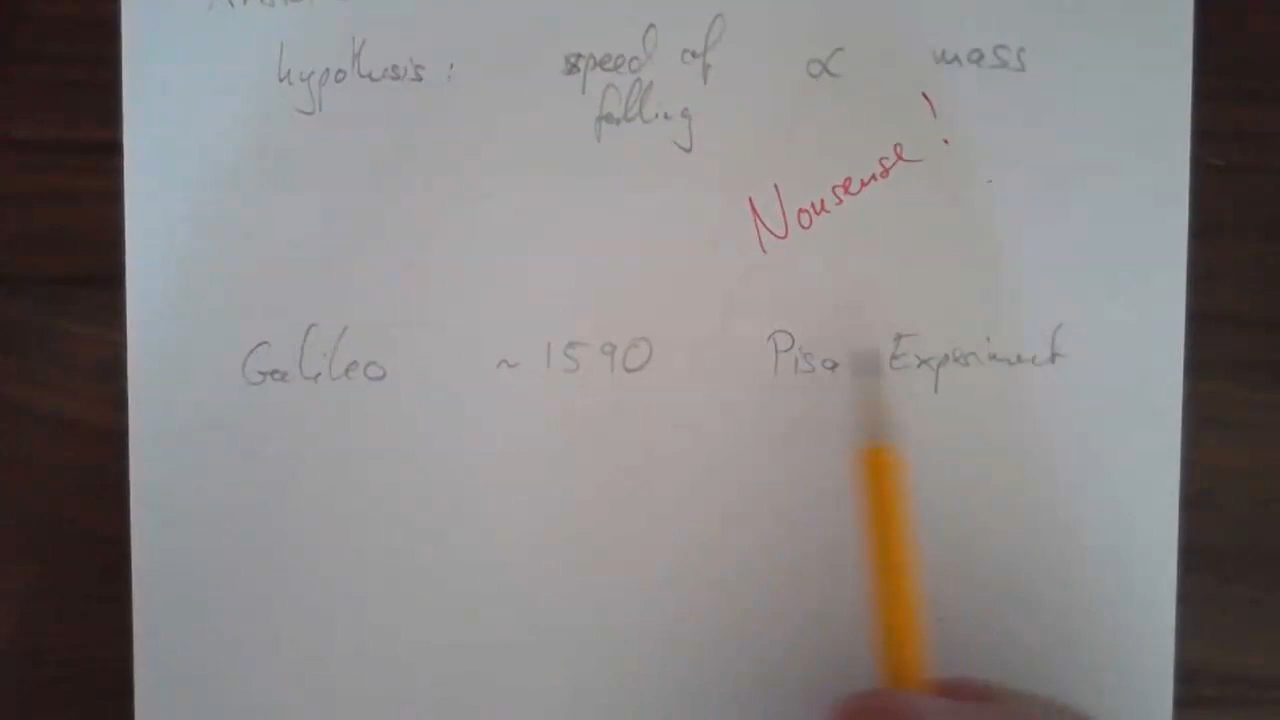 hypothesis: speed of falling ∝ mass
Nonsense!
Galileo ~1590 Pisa Experiment